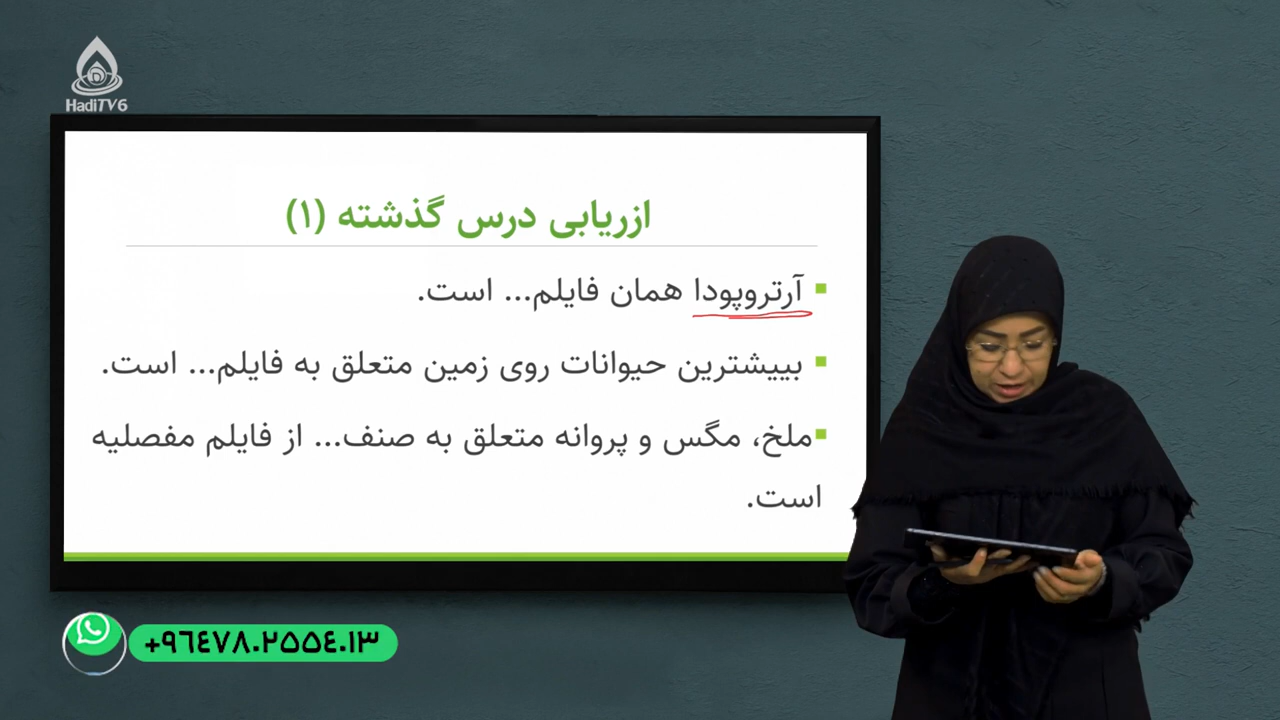 HadiTV6
ازریابی درس گذشته (۱)
آرتروپودا همان فایلم... است.
بییشترین حیوانات روی زمین متعلق به فایلم... است.
ملخ، مگس و پروانه متعلق به صنف... از فایلم مفصلیه
است.
+۹٦٤٧٨٠٢٥٥٤٠١٣